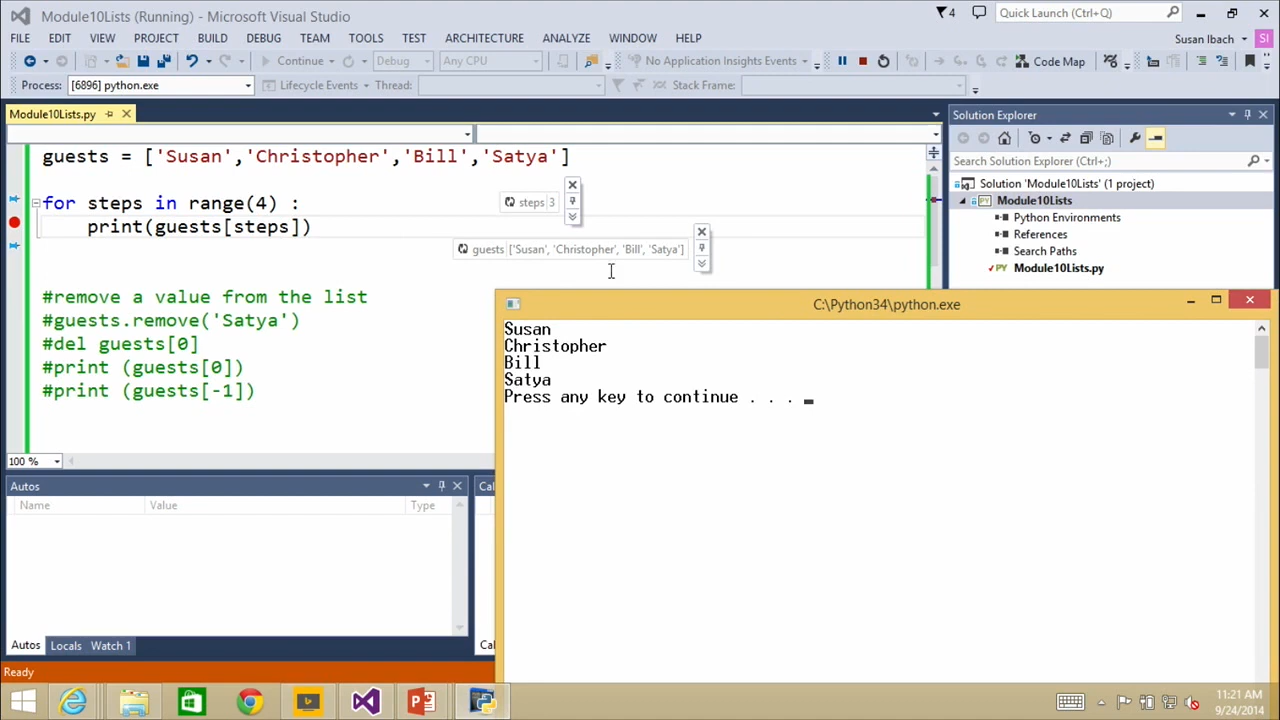 Module10Lists (Running) - Microsoft Visual Studio
4
Quick Launch (Ctrl+Q)
FILE EDIT VIEW PROJECT BUILD DEBUG TEAM TOOLS TEST ARCHITECTURE ANALYZE WINDOW HELP
Susan Ibach
SI
Continue
Debug
Any CPU
No Application Insights Events
Code Map
Process: [6896] python.exe
Lifecycle Events
Thread:
Stack Frame:
Module10Lists.py
guests = ['Susan','Christopher','Bill','Satya']
for steps in range(4) :
steps 3
print(guests[steps])
guests ['Susan', 'Christopher', 'Bill', 'Satya']
#remove a value from the list
#guests.remove('Satya')
#del guests[0]
#print (guests[0])
#print (guests[-1])
100 %
Solution Explorer
Search Solution Explorer (Ctrl+;)
Solution 'Module10Lists' (1 project)
PY Module10Lists
Python Environments
References
Search Paths
PY Module10Lists.py
C:\Python34\python.exe
Susan
Christopher
Bill
Satya
Press any key to continue . . .
Autos
Name Value Type
Autos Locals Watch 1
Cal
Cal
Ready
11:21 AM
9/24/2014